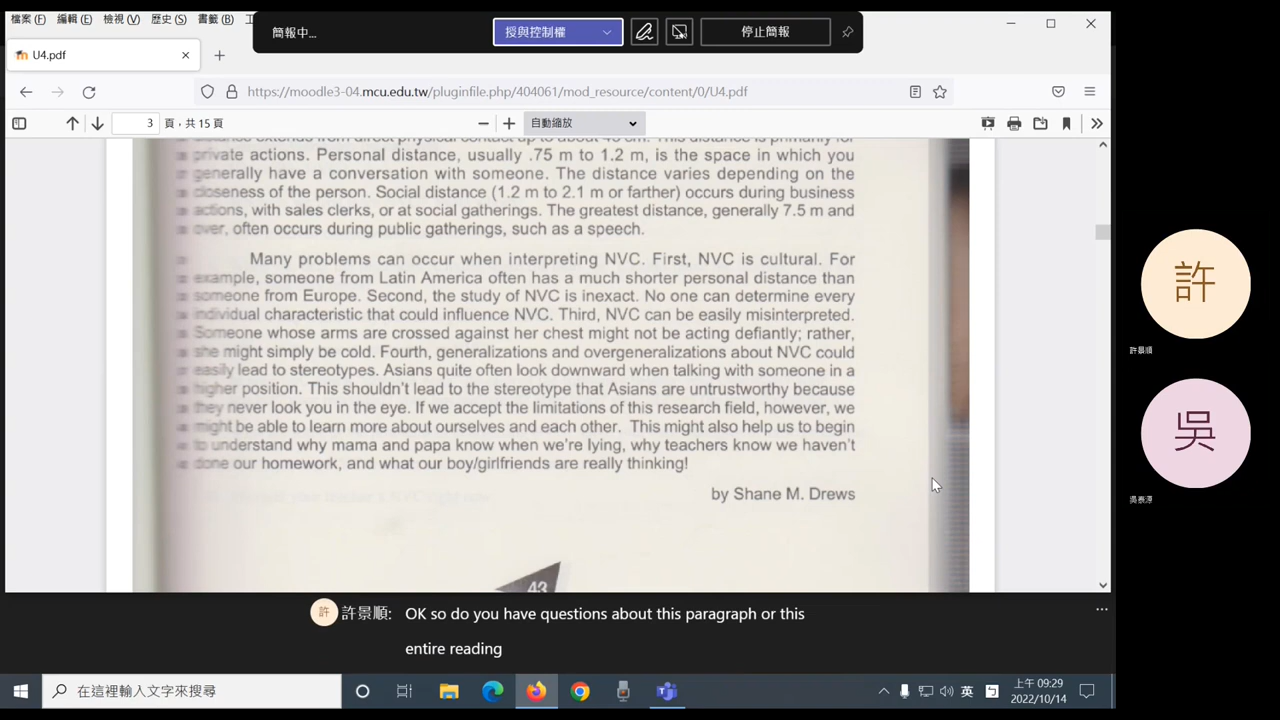 檔案 (F) 編輯 (E) 檢視 (V) 歷史 (S) 書籤 (B)
簡報中...
授與控制權
停止簡報
U4.pdf
https://moodle3-04.mcu.edu.tw/pluginfile.php/404061/mod_resource/content/0/U4.pdf
3 頁，共 15 頁
自動縮放
private actions. Personal distance, usually .75 m to 1.2 m, is the space in which you
generally have a conversation with someone. The distance varies depending on the
closeness of the person. Social distance (1.2 m to 2.1 m or farther) occurs during business
actions, with sales clerks, or at social gatherings. The greatest distance, generally 7.5 m and
over, often occurs during public gatherings, such as a speech.
Many problems can occur when interpreting NVC. First, NVC is cultural. For
example, someone from Latin America often has a much shorter personal distance than
someone from Europe. Second, the study of NVC is inexact. No one can determine every
individual characteristic that could influence NVC. Third, NVC can be easily misinterpreted.
Someone whose arms are crossed against her chest might not be acting defiantly; rather,
she might simply be cold. Fourth, generalizations and overgeneralizations about NVC could
easily lead to stereotypes. Asians quite often look downward when talking with someone in a
higher position. This shouldn't lead to the stereotype that Asians are untrustworthy because
they never look you in the eye. If we accept the limitations of this research field, however, we
might be able to learn more about ourselves and each other. This might also help us to begin
to understand why mama and papa know when we're lying, why teachers know we haven't
done our homework, and what our boy/girlfriends are really thinking!
by Shane M. Drews
43
許
許景順
吳
許 許景順: OK so do you have questions about this paragraph or this
entire reading
在這裡輸入文字來搜尋
英
上午 09:29
2022/10/14